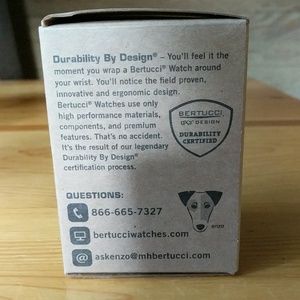 Durability By Design® – You'll feel it the
moment you wrap a Bertucci® Watch around
your wrist. You'll notice the field proven,
innovative and ergonomic design.
Bertucci® Watches use only
high performance materials,
components, and premium
features. That's no accident.
It's the result of our legendary
Durability By Design®
certification process.
BERTUCCI
DESIGN
DURABILITY
CERTIFIED
QUESTIONS:
866-665-7327
bertucciwatches.com
@ askenzo@mhbertucci.com
enzo